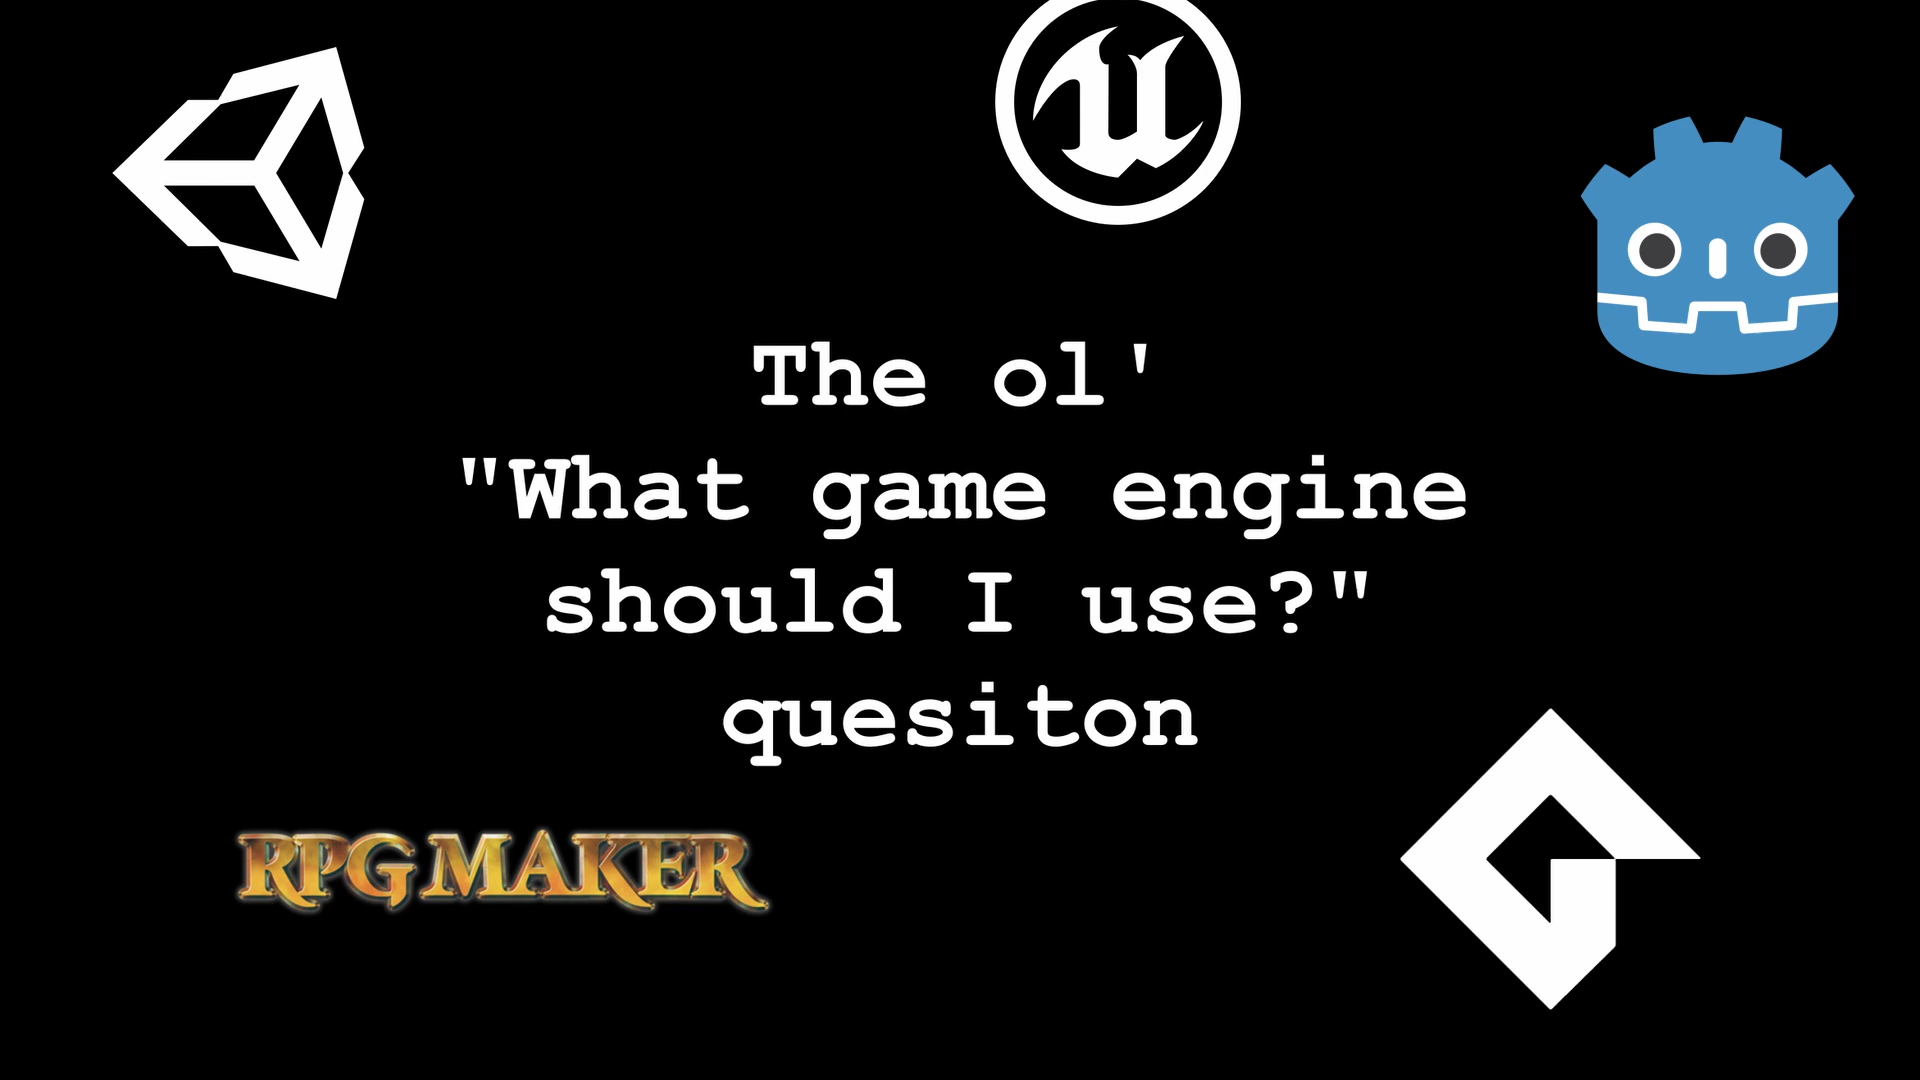 The ol'
"What game engine
should I use?"
quesiton
RPG MAKER